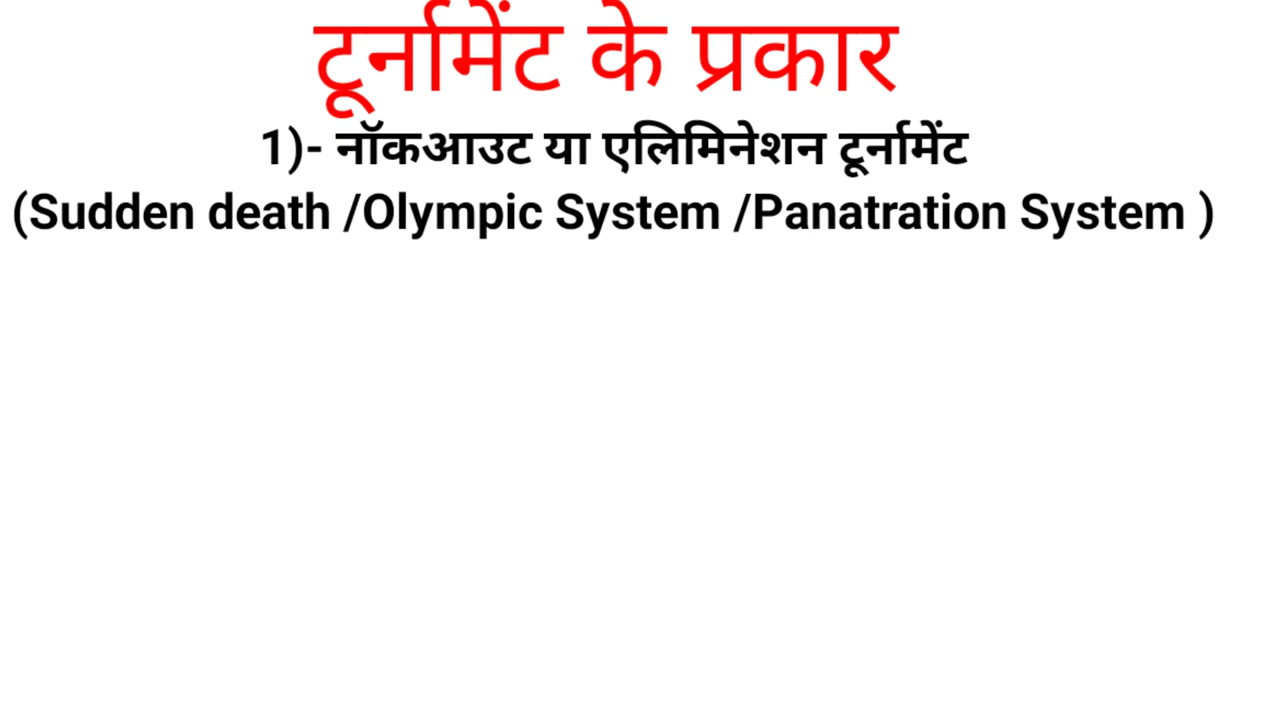 टूर्नामेंट के प्रकार
1)- नॉकआउट या एलिमिनेशन टूर्नामेंट
(Sudden death /Olympic System /Panatration System )